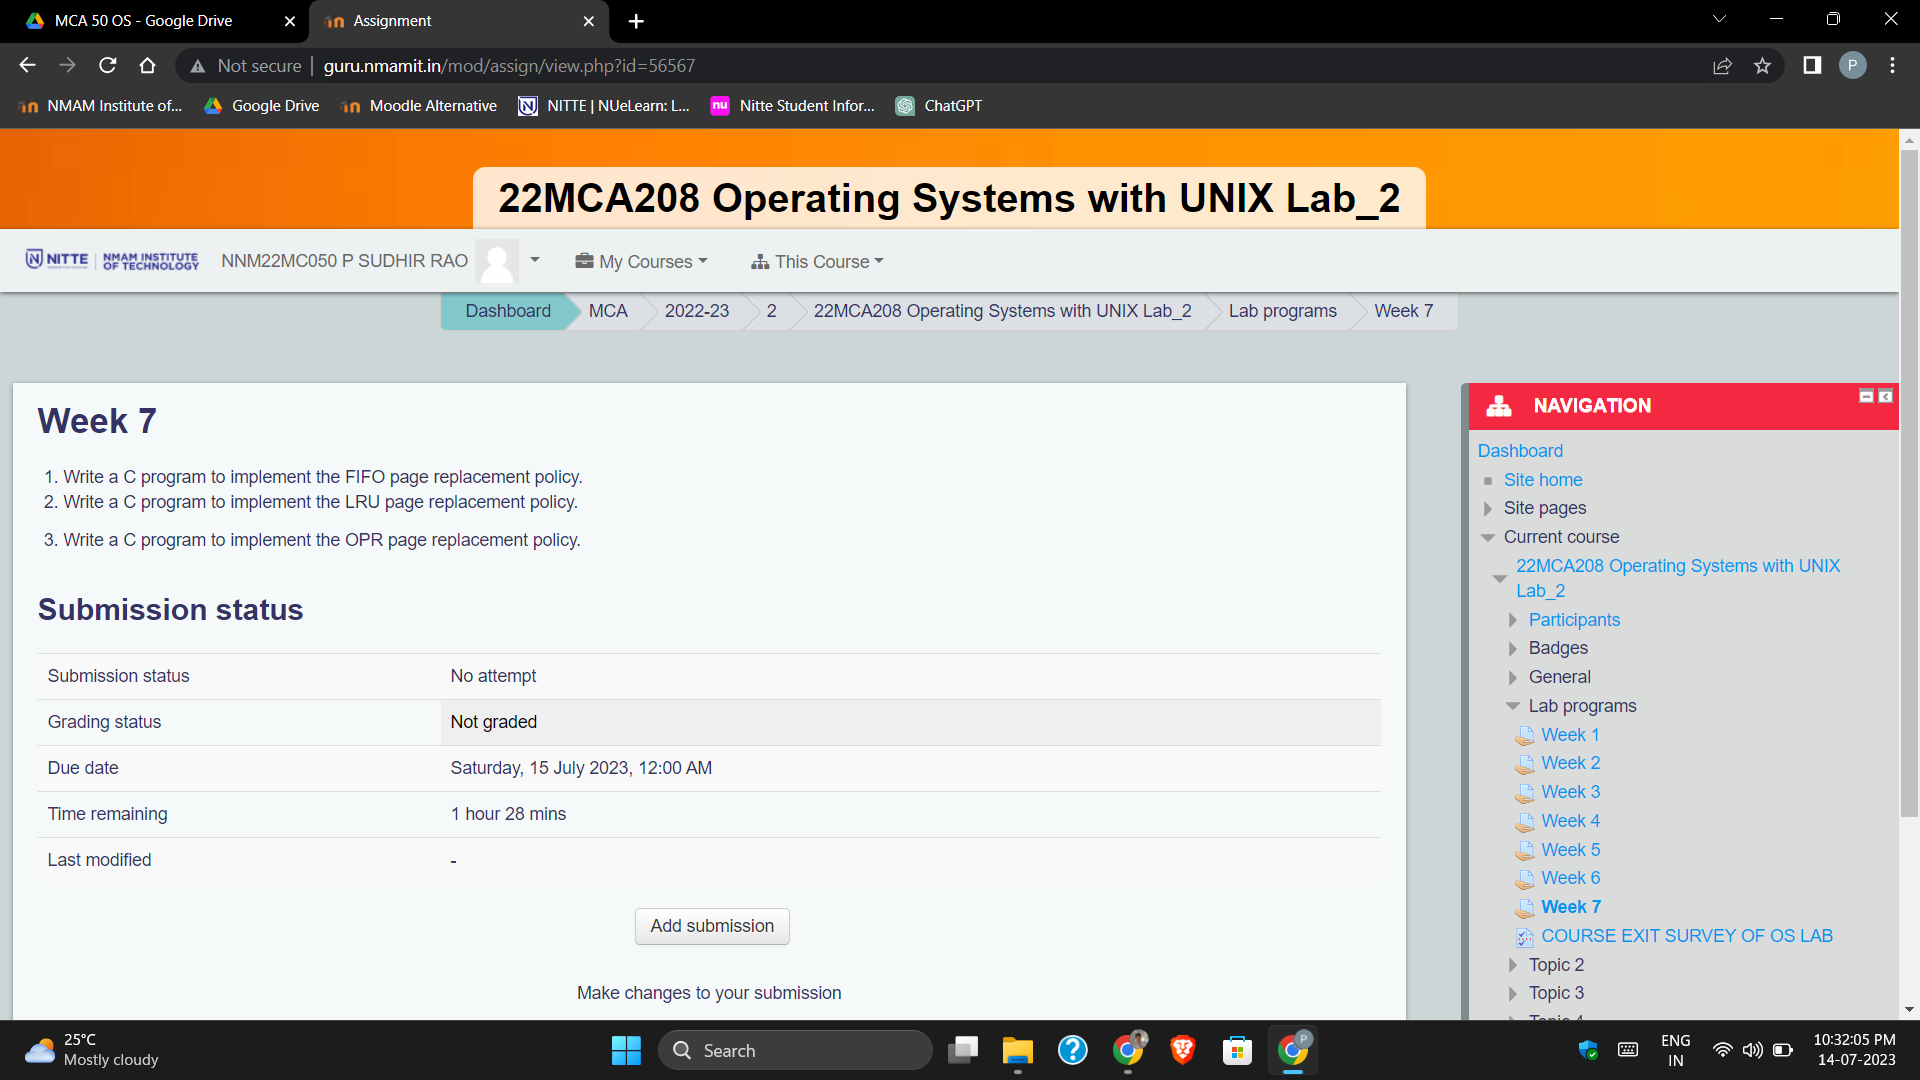 MCA 50 OS - Google Drive
Assignment
Not secure
guru.nmamit.in/mod/assign/view.php?id=56567
P
NMAM Institute of...
Google Drive
Moodle Alternative
NITTE | NUeLearn: L...
nu
Nitte Student Infor...
ChatGPT
22MCA208 Operating Systems with UNIX Lab_2
NITTE
NMAM INSTITUTE
OF TECHNOLOGY
NNM22MC050 P SUDHIR RAO
My Courses
This Course
Dashboard
MCA
2022-23
2
22MCA208 Operating Systems with UNIX Lab_2
Lab programs
Week 7
Week 7
1. Write a C program to implement the FIFO page replacement policy.
2. Write a C program to implement the LRU page replacement policy.
3. Write a C program to implement the OPR page replacement policy.
Submission status
Submission status No attempt
Grading status Not graded
Due date Saturday, 15 July 2023, 12:00 AM
Time remaining 1 hour 28 mins
Last modified -
Add submission
Make changes to your submission
NAVIGATION
Dashboard
Site home
Site pages
Current course
22MCA208 Operating Systems with UNIX
Lab_2
Participants
Badges
General
Lab programs
Week 1
Week 2
Week 3
Week 4
Week 5
Week 6
Week 7
COURSE EXIT SURVEY OF OS LAB
Topic 2
Topic 3
25°C
Mostly cloudy
Search
P
ENG
IN
10:32:05 PM
14-07-2023